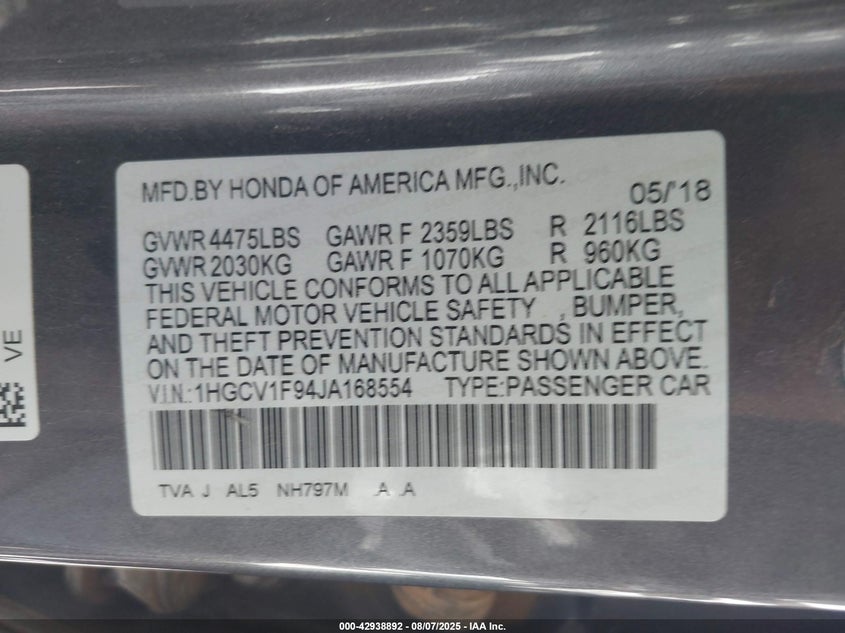 MFD.BY HONDA OF AMERICA MFG.,INC.
05/'18
GVWR 4475LBS GAWR F 2359LBS R 2116LBS
GVWR 2030KG GAWR F 1070KG R 960KG
THIS VEHICLE CONFORMS TO ALL APPLICABLE
FEDERAL MOTOR VEHICLE SAFETY , BUMPER,
AND THEFT PREVENTION STANDARDS IN EFFECT
ON THE DATE OF MANUFACTURE SHOWN ABOVE.
V.I.N.:1HGCV1F94JA168554 TYPE:PASSENGER CAR
TVA J AL5 NH797M .A .A
VE
000-42938892 - 08/07/2025 - IAA Inc.